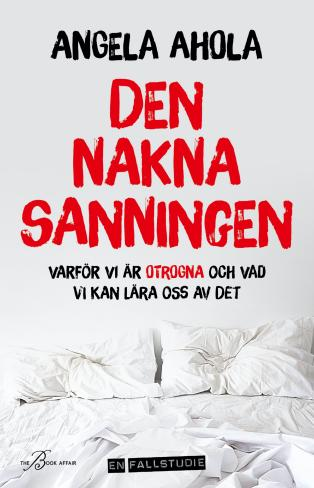 ANGELA AHOLA
DEN
NAKNA
SANNINGEN
VARFÖR VI ÄR OTROGNA OCH VAD
VI KAN LÄRA OSS AV DET
THE BOOK AFFAIR
EN FALLSTUDIE